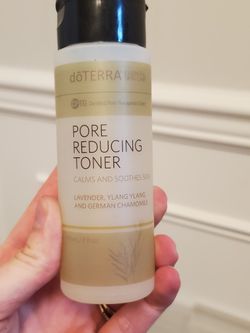 dōTERRA
PORE
REDUCING
TONER
CALMS AND SOOTHES SKIN
LAVENDER, YLANG YLANG,
AND GERMAN CHAMOMILE